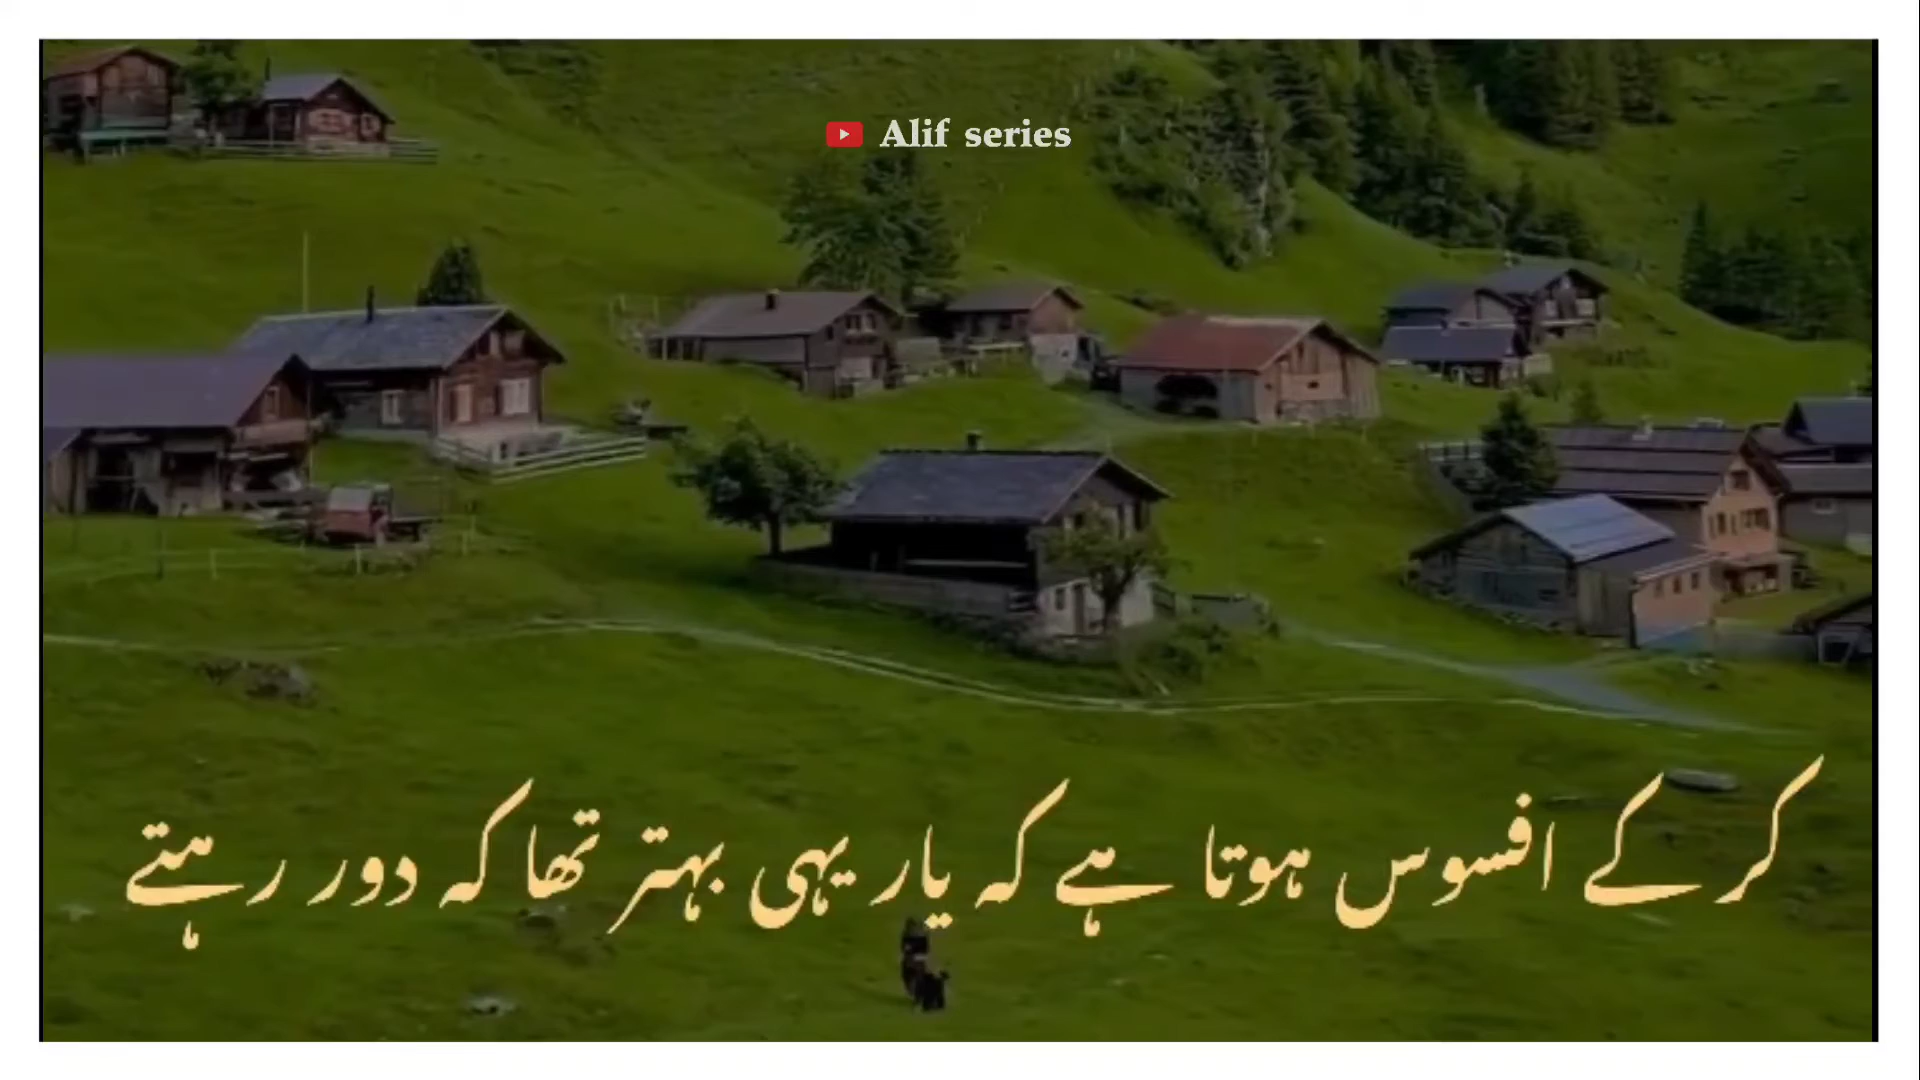 Alif series
کر کے افسوس ہوتا ہے کہ یار یہی بہتر تھا کہ دور رہتے